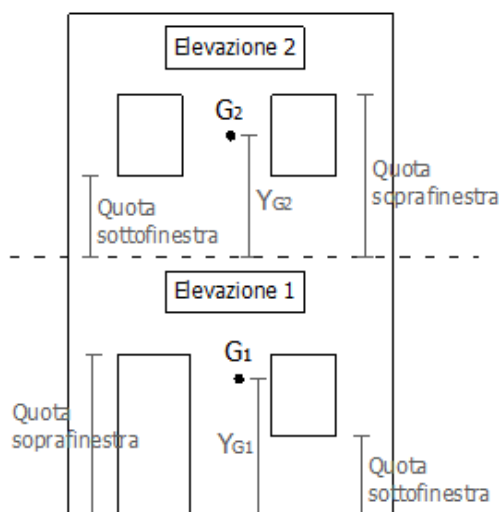 Elevazione 2
G2
Quota
soprafinestra
YG2
Quota
sottofinestra
Elevazione 1
G1
Quota
soprafinestra
YG1
Quota
sottofinestra